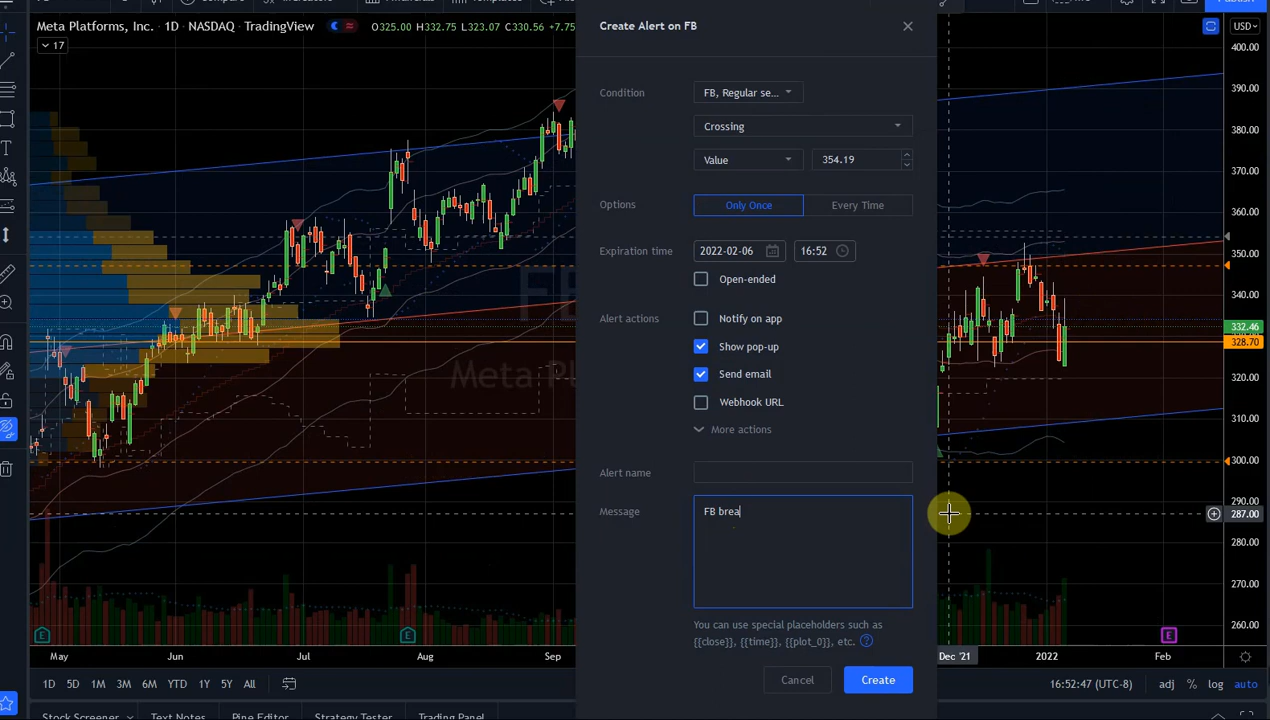 Meta Platforms, Inc. · 1D · NASDAQ · TradingView
O325.00 H332.75 L323.07 C330.56 +7.75
17
Create Alert on FB
Condition
FB, Regular se...
Crossing
Value
354.19
Options
Only Once
Every Time
Expiration time
2022-02-06
16:52
Open-ended
Alert actions
Notify on app
Show pop-up
Send email
Webhook URL
More actions
Alert name
Message
FB brea
You can use special placeholders such as
{{close}}, {{time}}, {{plot_0}}, etc.
Cancel
Create
USD
400.00
390.00
380.00
370.00
360.00
350.00
340.00
332.46
328.70
320.00
310.00
300.00
290.00
287.00
280.00
270.00
260.00
E
E
E
May
Jun
Jul
Aug
Sep
Dec '21
2022
Feb
1D
5D
1M
3M
6M
YTD
1Y
5Y
All
16:52:47 (UTC-8)
adj
%
log
auto
Stock Screener
Text Notes
Pine Editor
Strategy Tester
Trading Panel